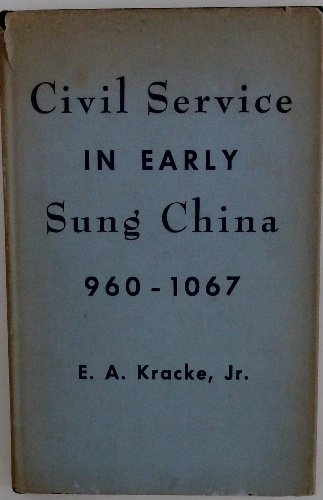 Civil Service
IN EARLY
Sung China
960-1067
E. A. Kracke, Jr.